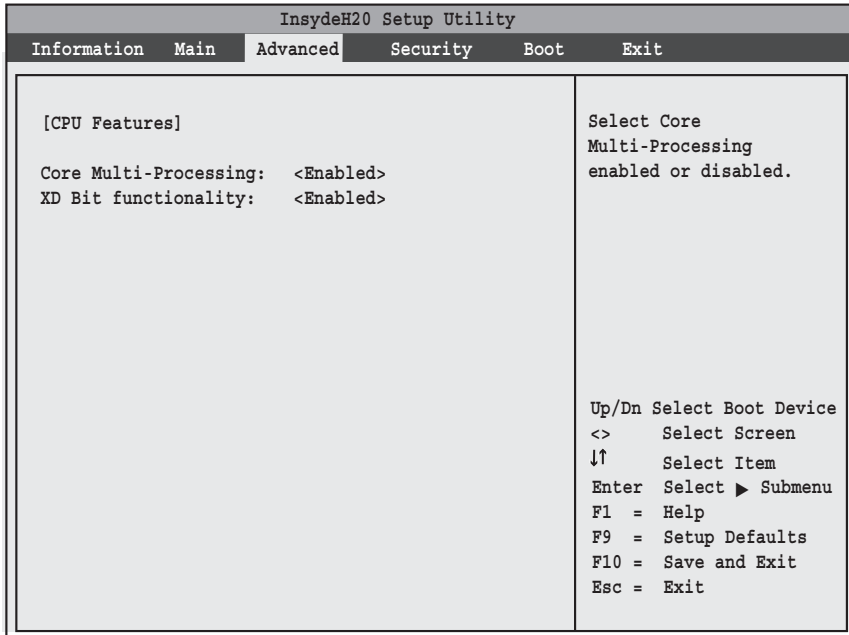 InsydeH20 Setup Utility
Information Main Advanced Security Boot Exit
[CPU Features]
Core Multi-Processing: <Enabled>
XD Bit functionality: <Enabled>
Select Core
Multi-Processing
enabled or disabled.
Up/Dn Select Boot Device
<> Select Screen
↓↑ Select Item
Enter Select ▶ Submenu
F1 = Help
F9 = Setup Defaults
F10 = Save and Exit
Esc = Exit